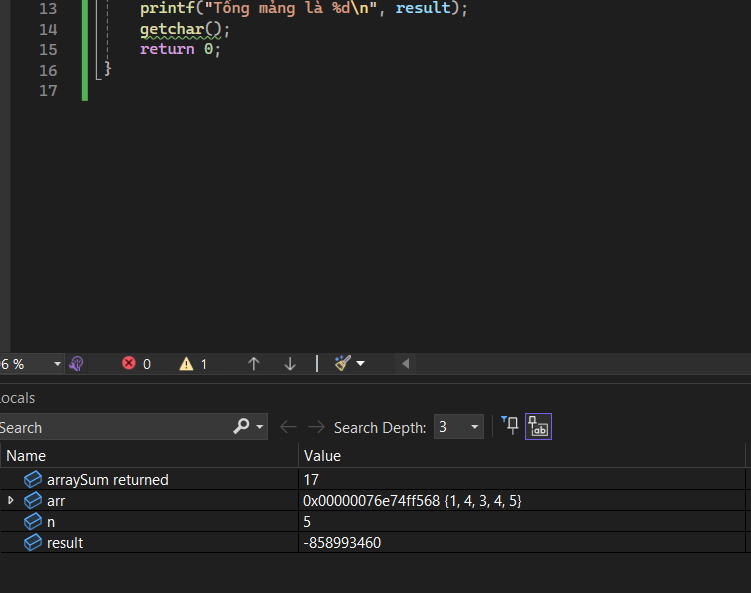 13 printf("Tổng mảng là %d\n", result);
14 getchar();
15 return 0;
16 }
17
6 % 0 1
ocals
Search Search Depth: 3
Name Value
arraySum returned 17
arr 0x00000076e74ff568 {1, 4, 3, 4, 5}
n 5
result -858993460